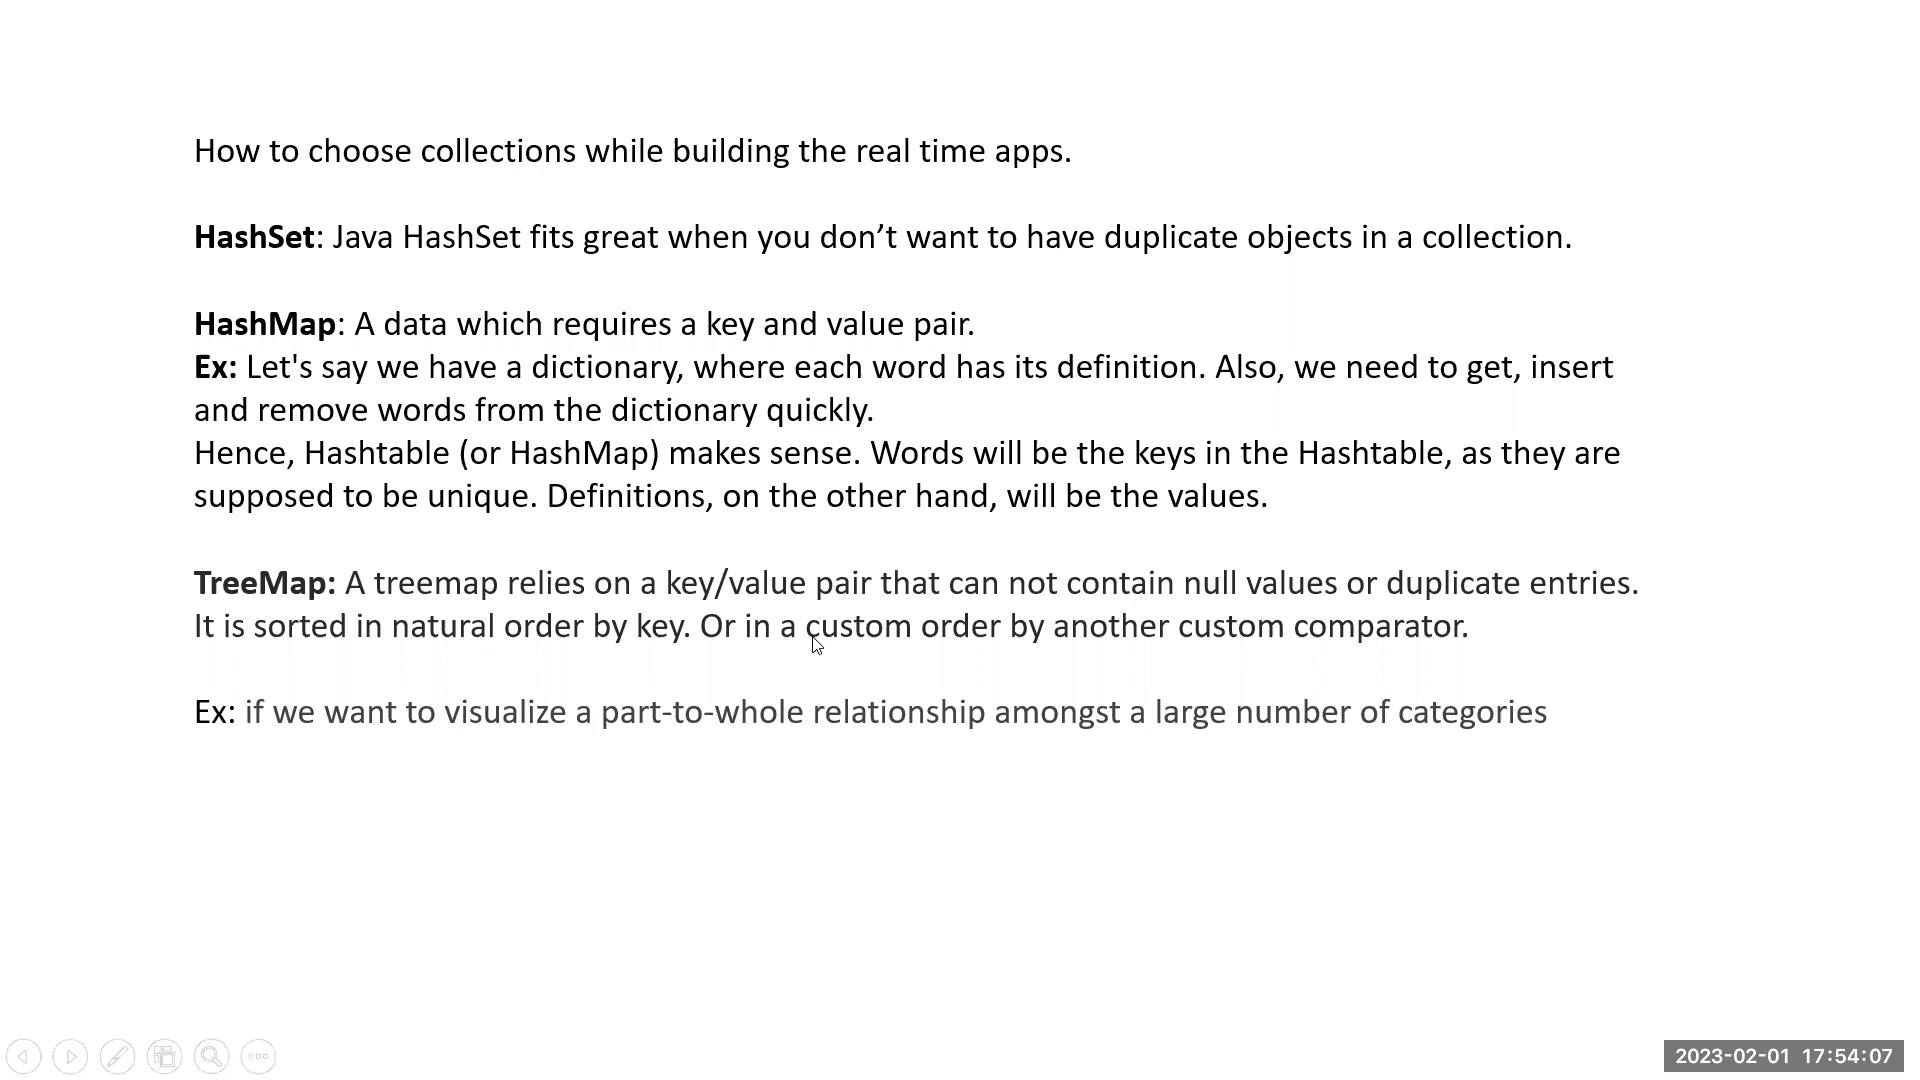 How to choose collections while building the real time apps.
HashSet: Java HashSet fits great when you don’t want to have duplicate objects in a collection.
HashMap: A data which requires a key and value pair.
Ex: Let's say we have a dictionary, where each word has its definition. Also, we need to get, insert
and remove words from the dictionary quickly.
Hence, Hashtable (or HashMap) makes sense. Words will be the keys in the Hashtable, as they are
supposed to be unique. Definitions, on the other hand, will be the values.
TreeMap: A treemap relies on a key/value pair that can not contain null values or duplicate entries.
It is sorted in natural order by key. Or in a custom order by another custom comparator.
Ex: if we want to visualize a part-to-whole relationship amongst a large number of categories
2023-02-01 17:54:07